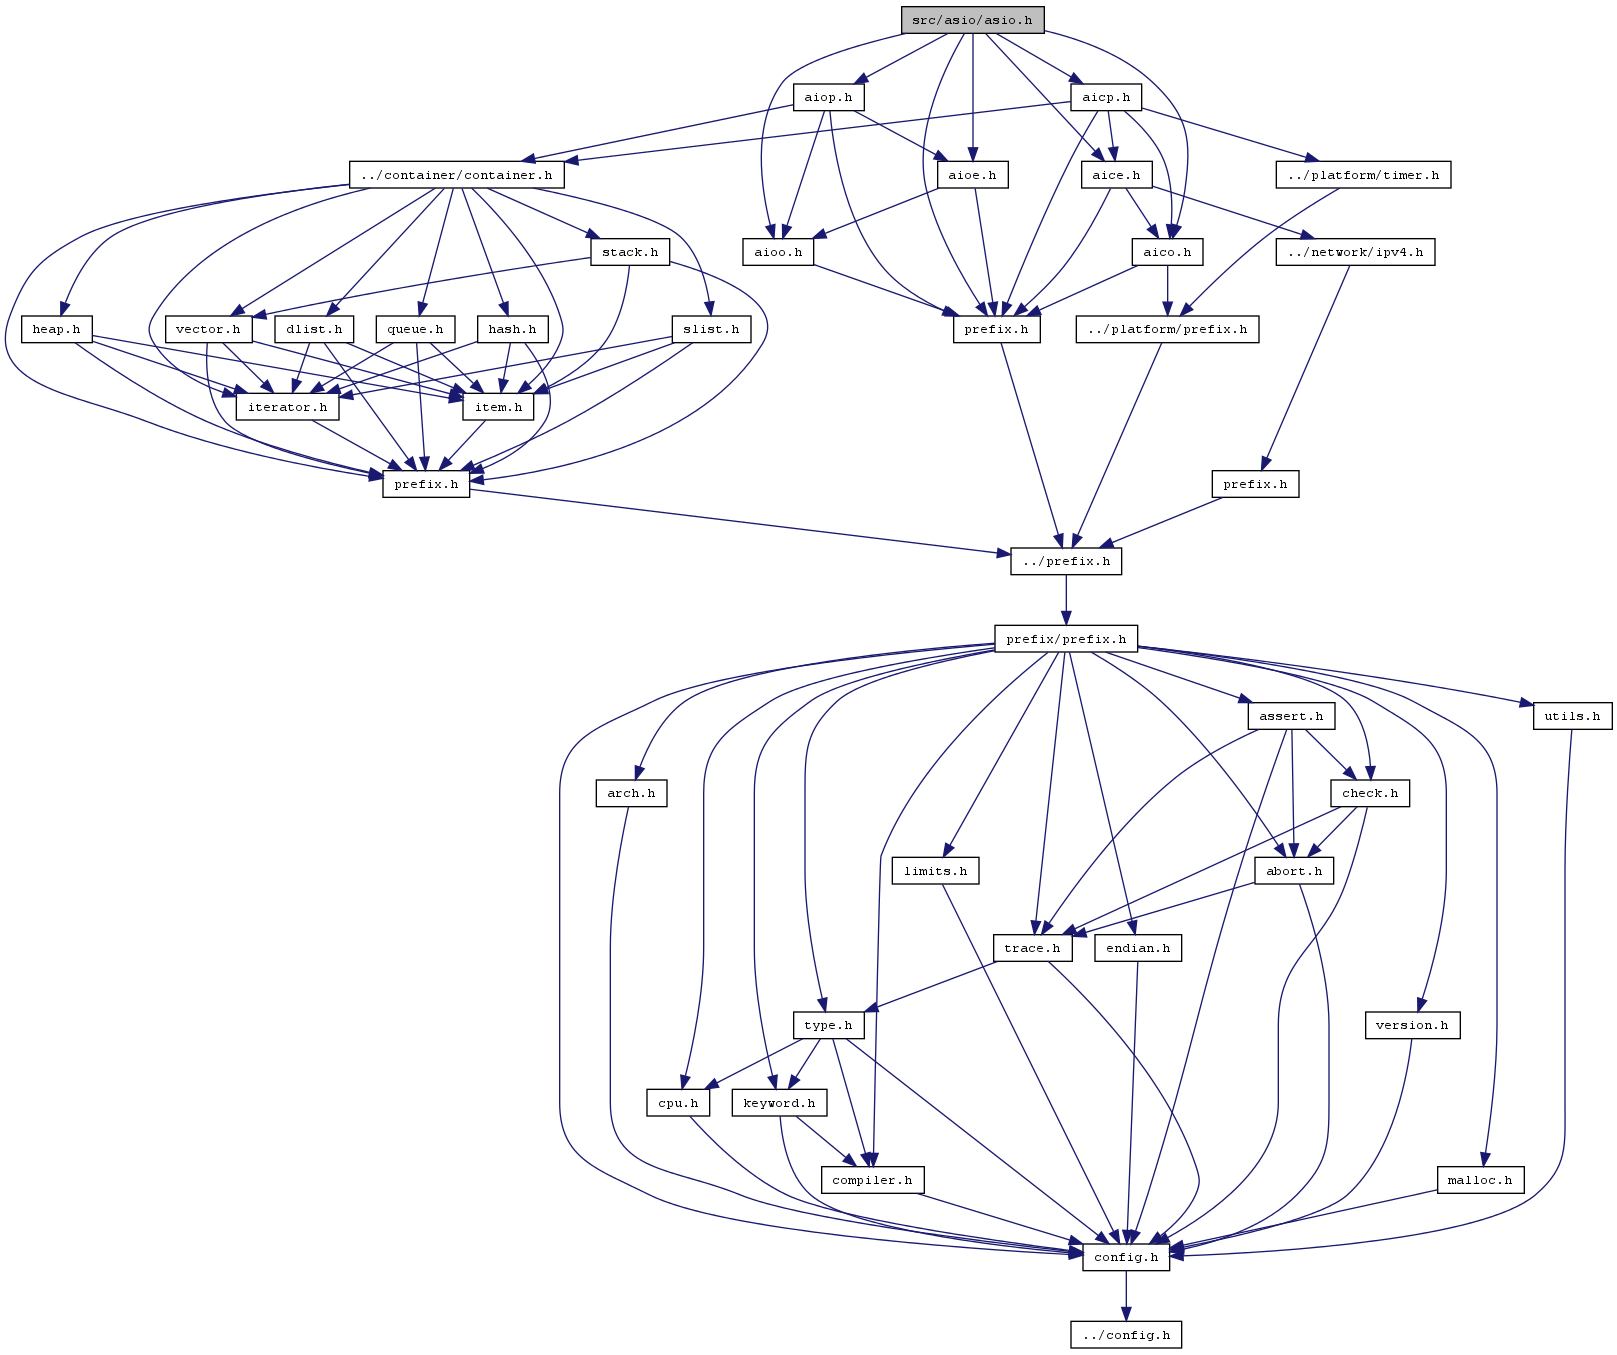 src/asio/asio.h
aiop.h
aicp.h
../container/container.h
aioe.h
aice.h
../platform/timer.h
stack.h
aioo.h
aico.h
../network/ipv4.h
heap.h
vector.h
dlist.h
queue.h
hash.h
slist.h
prefix.h
../platform/prefix.h
iterator.h
item.h
prefix.h
prefix.h
../prefix.h
prefix/prefix.h
assert.h
utils.h
arch.h
check.h
limits.h
abort.h
trace.h
endian.h
type.h
version.h
cpu.h
keyword.h
compiler.h
malloc.h
config.h
../config.h